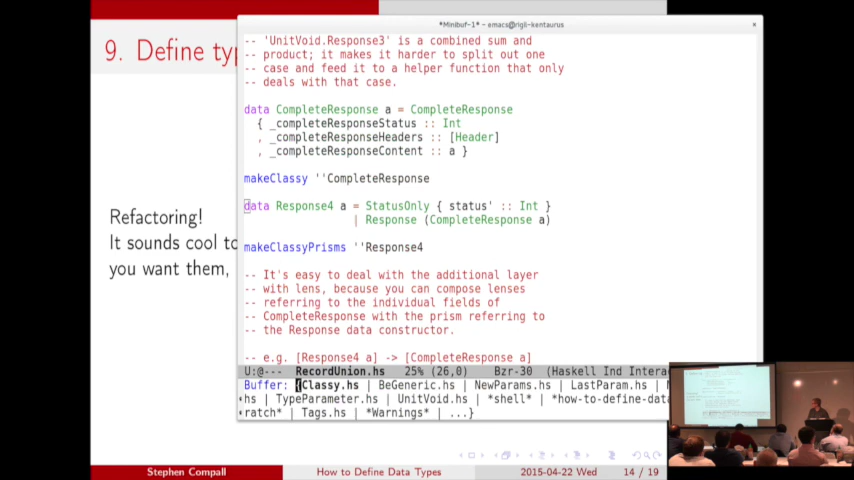 9. Define typ
Refactoring!
It sounds cool to
you want them,
*Minibuf-1* - emacs@rigil-kentaurus
-- 'UnitVoid.Response3' is a combined sum and
-- product; it makes it harder to split out one
-- case and feed it to a helper function that only
-- deals with that case.
data CompleteResponse a = CompleteResponse
{ _completeResponseStatus :: Int
, _completeResponseHeaders :: [Header]
, _completeResponseContent :: a }
makeClassy ''CompleteResponse
data Response4 a = StatusOnly { status' :: Int }
| Response (CompleteResponse a)
makeClassyPrisms ''Response4
-- It's easy to deal with the additional layer
-- with lens, because you can compose lenses
-- referring to the individual fields of
-- CompleteResponse with the prism referring to
-- the Response data constructor.
-- e.g. [Response4 a] -> [CompleteResponse a]
U:@--- RecordUnion.hs 25% (26,0) Bzr-30 (Haskell Ind Intera
Buffer: {Classy.hs | BeGeneric.hs | NewParams.hs | LastParam.hs |
hs | TypeParameter.hs | UnitVoid.hs | *shell* | *how-to-define-data
ratch* | Tags.hs | *Warnings* | ...}
Stephen Compall How to Define Data Types 2015-04-22 Wed 14 / 19